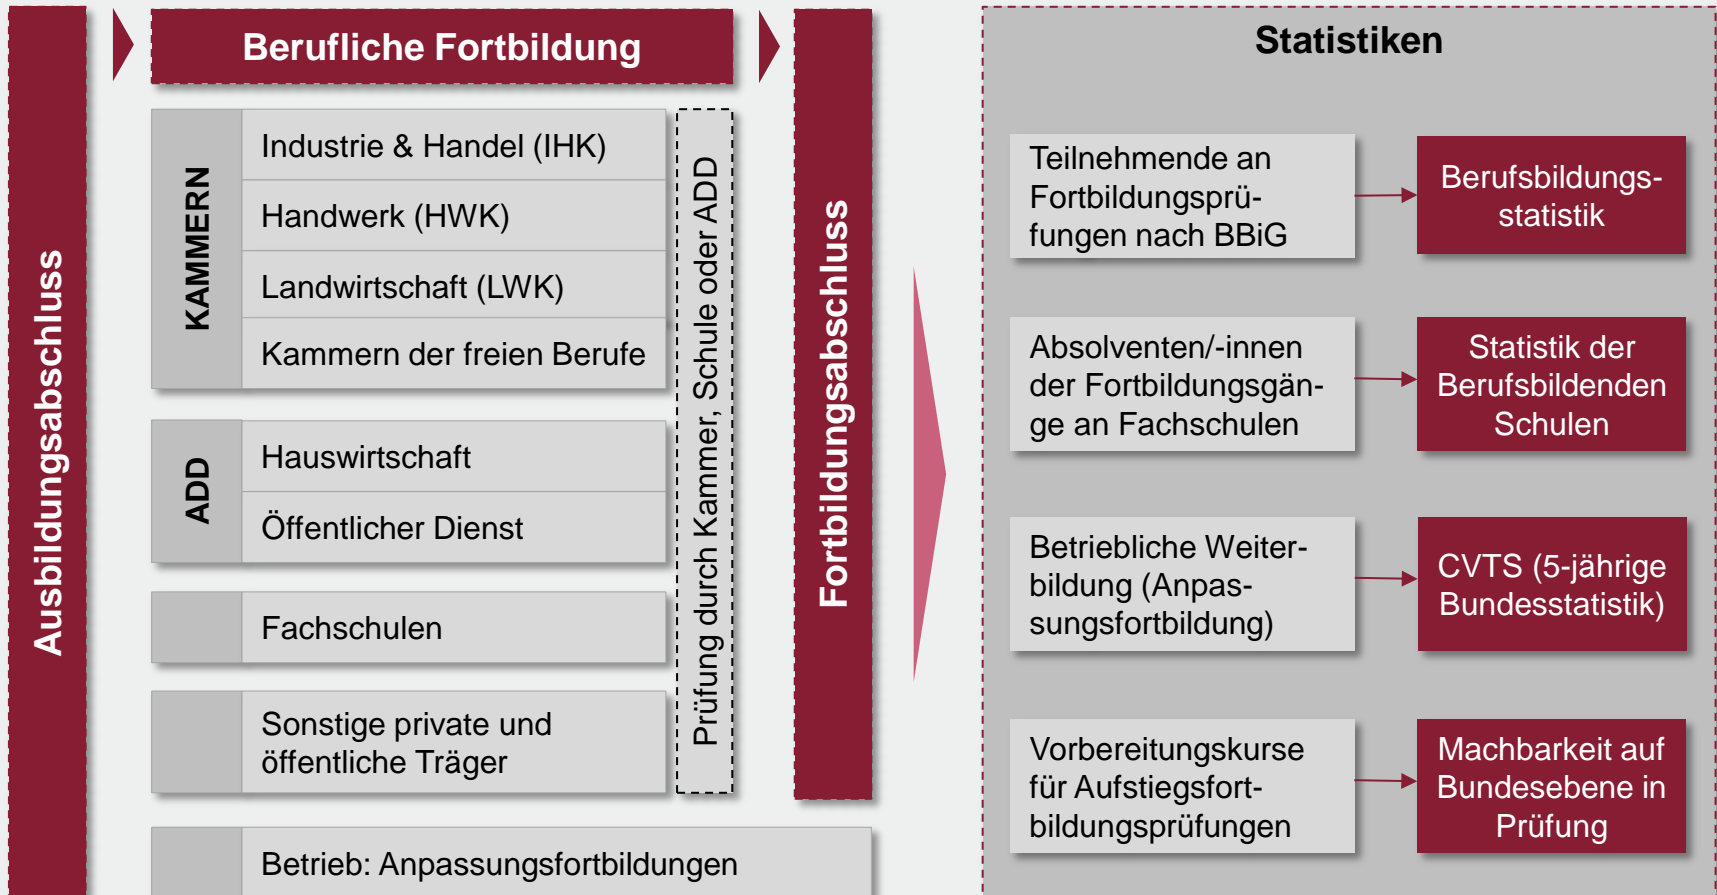 Ausbildungsabschluss
Berufliche Fortbildung
KAMMERN
Industrie & Handel (IHK)
Handwerk (HWK)
Landwirtschaft (LWK)
Kammern der freien Berufe
ADD
Hauswirtschaft
Öffentlicher Dienst
Fachschulen
Sonstige private und
öffentliche Träger
Betrieb: Anpassungsfortbildungen
Prüfung durch Kammer, Schule oder ADD
Fortbildungsabschluss
Statistiken
Teilnehmende an
Fortbildungsprü-
fungen nach BBiG
Berufsbildungs-
statistik
Absolventen/-innen
der Fortbildungsgän-
ge an Fachschulen
Statistik der
Berufsbildenden
Schulen
Betriebliche Weiter-
bildung (Anpas-
sungsfortbildung)
CVTS (5-jährige
Bundesstatistik)
Vorbereitungskurse
für Aufstiegsfort-
bildungsprüfungen
Machbarkeit auf
Bundesebene in
Prüfung